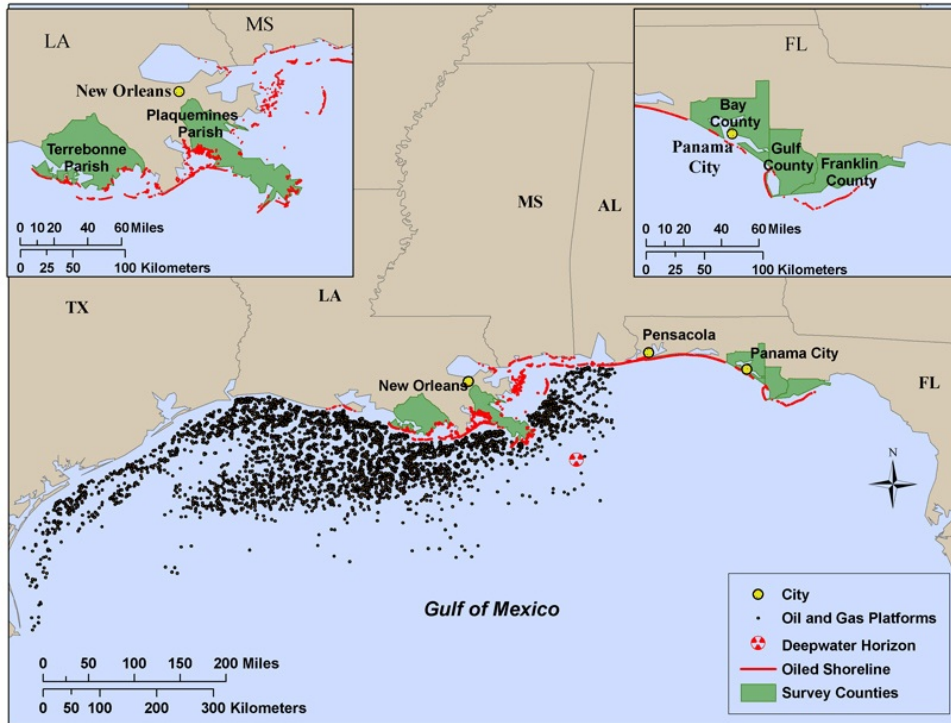 LA
MS
New Orleans
Plaquemines
Parish
Terrebonne
Parish
0 10 20 40 60 Miles
0 25 50 100 Kilometers
FL
Bay
County
Panama
City
Gulf
County
Franklin
County
0 10 20 40 60 Miles
0 25 50 100 Kilometers
MS
AL
TX
LA
Pensacola
Panama City
New Orleans
FL
N
Gulf of Mexico
0 50 100 150 200 Miles
0 50 100 200 300 Kilometers
City
Oil and Gas Platforms
Deepwater Horizon
Oiled Shoreline
Survey Counties